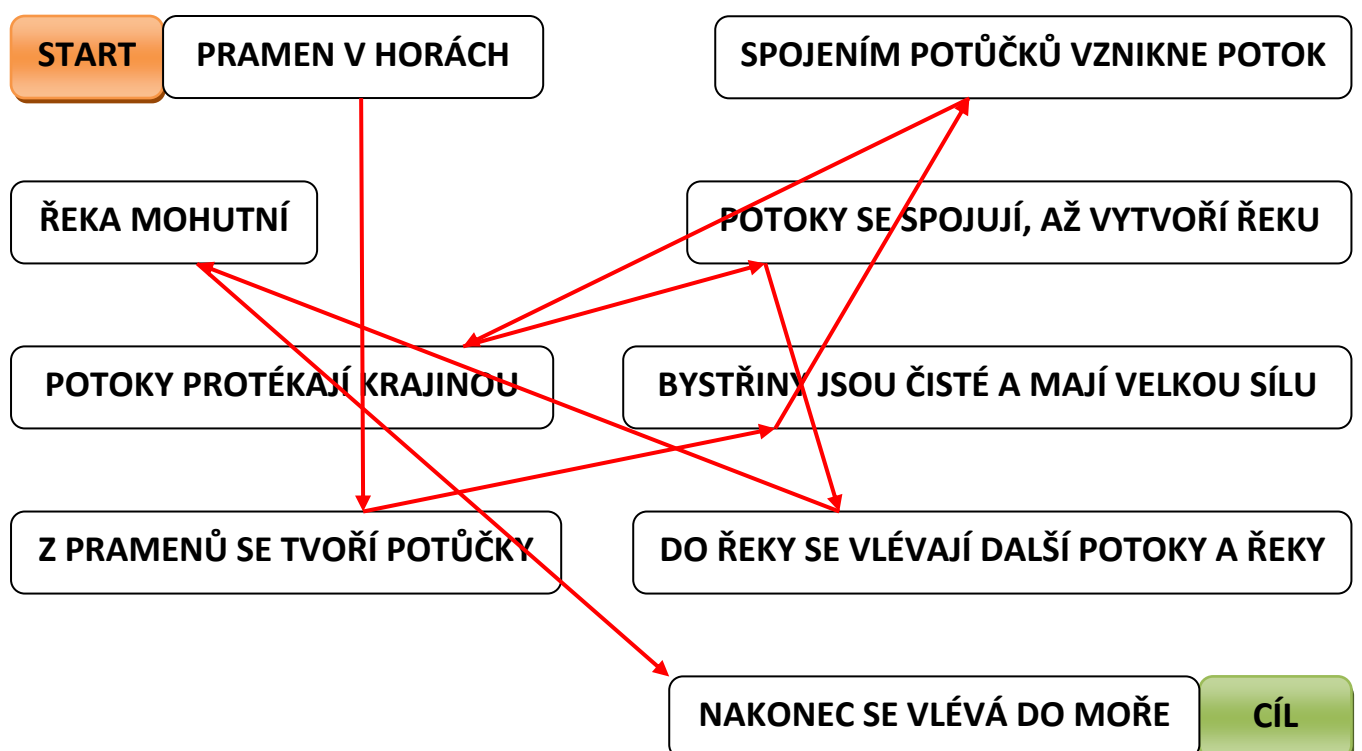 START PRAMEN V HORÁCH
SPOJENÍM POTŮČKŮ VZNIKNE POTOK
ŘEKA MOHUTNÍ
POTOKY SE SPOJUJÍ, AŽ VYTVOŘÍ ŘEKU
POTOKY PROTÉKAJÍ KRAJINOU
BYSTŘINY JSOU ČISTÉ A MAJÍ VELKOU SÍLU
Z PRAMENŮ SE TVOŘÍ POTŮČKY
DO ŘEKY SE VLÉVAJÍ DALŠÍ POTOKY A ŘEKY
NAKONEC SE VLÉVÁ DO MOŘE CÍL